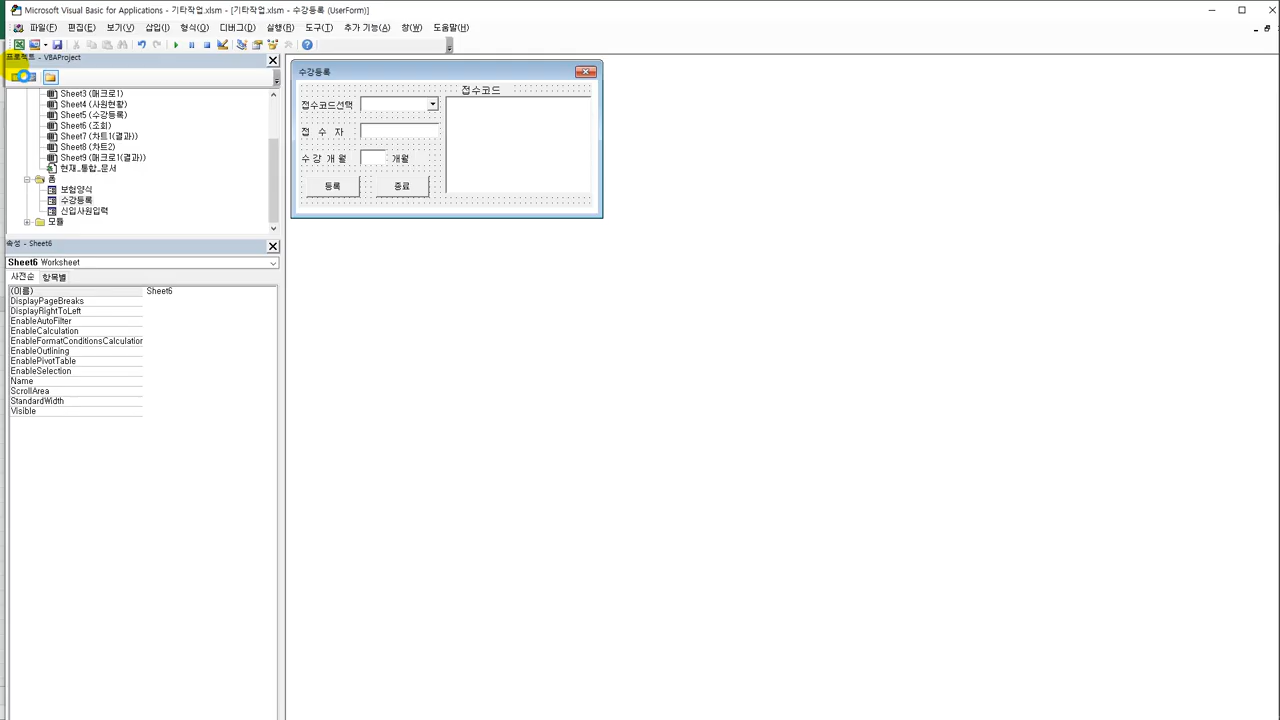 Microsoft Visual Basic for Applications - 기타작업.xlsm - [기타작업.xlsm - 수강등록 (UserForm)]
파일(F) 편집(E) 보기(V) 삽입(I) 형식(O) 디버그(D) 실행(R) 도구(T) 추가 기능(A) 창(W) 도움말(H)
프로젝트 - VBAProject
Sheet3 (매크로1)
Sheet4 (사원현황)
Sheet5 (수강등록)
Sheet6 (조회)
Sheet7 (차트1(결과))
Sheet8 (차트2)
Sheet9 (매크로1(결과))
현재_통합_문서
폼
보험양식
수강등록
신입사원입력
모듈
속성 - Sheet6
Sheet6 Worksheet
사전순 항목별
(이름) Sheet6
DisplayPageBreaks
DisplayRightToLeft
EnableAutoFilter
EnableCalculation
EnableFormatConditionsCalculation
EnableOutlining
EnablePivotTable
EnableSelection
Name
ScrollArea
StandardWidth
Visible
수강등록
접수코드
접수코드선택
접 수 자
수 강 개 월 개월
등록 종료